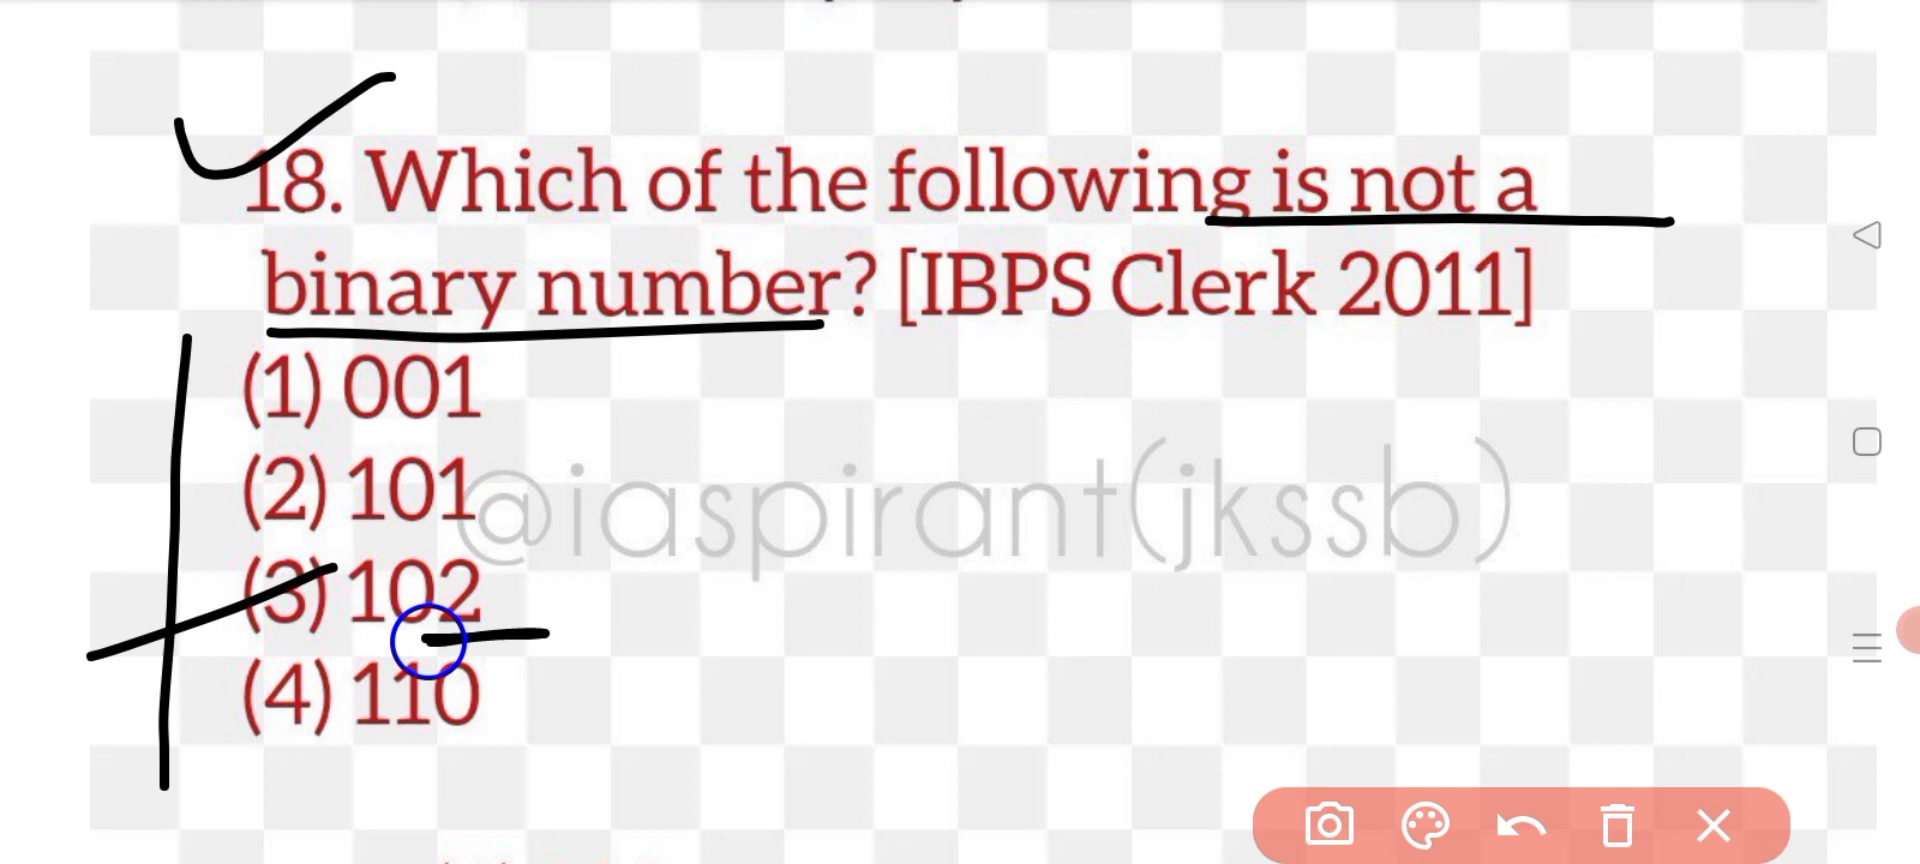 18. Which of the following is not a
binary number? [IBPS Clerk 2011]
(1) 001
(2) 101
@iaspirant(jkssb)
(3) 102
(4) 110